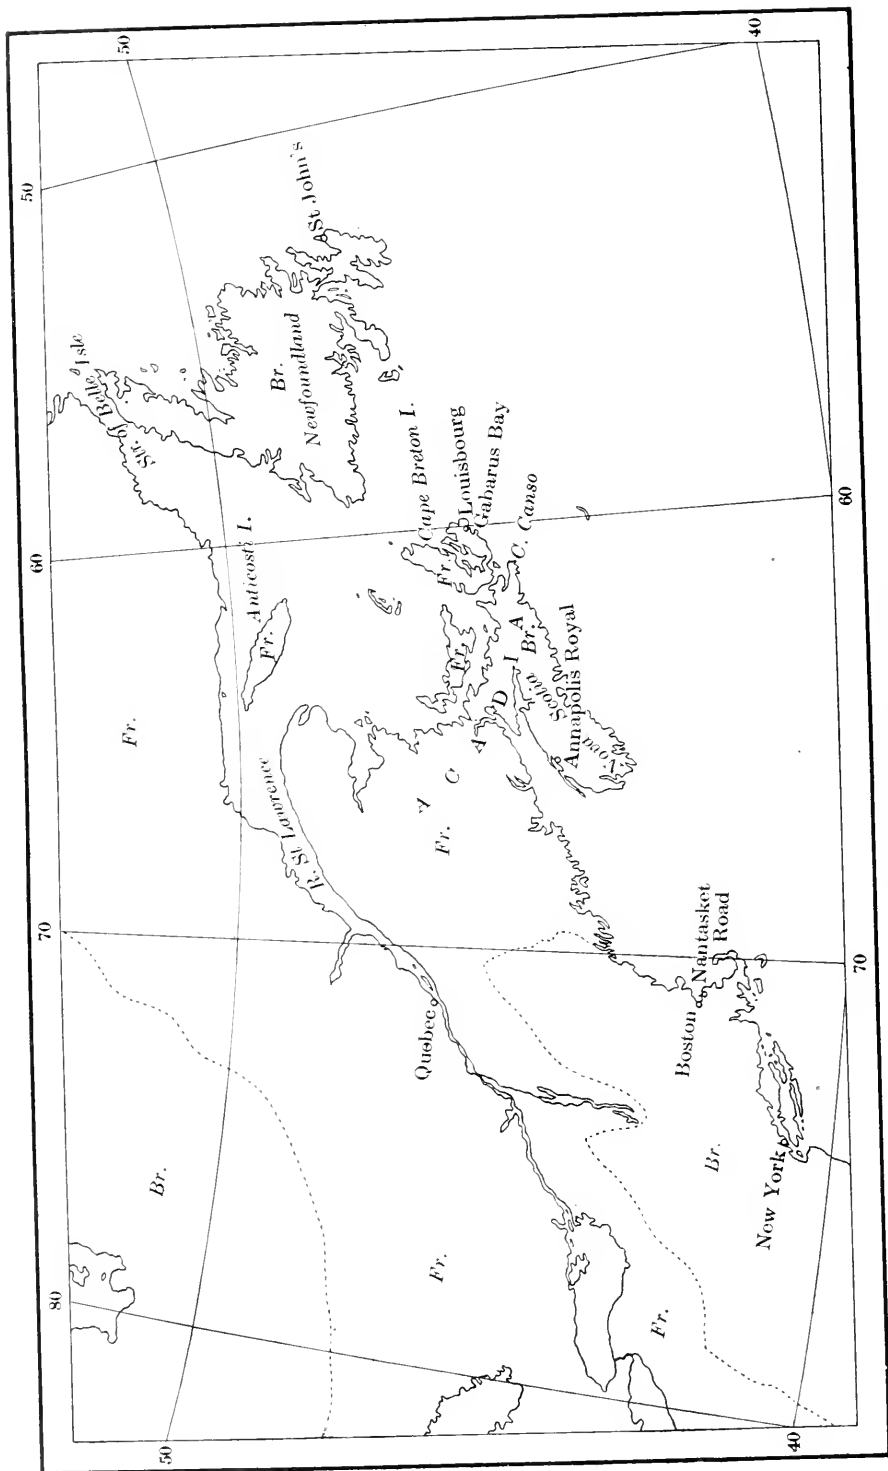 50
60
70
80
50
40
50
60
70
40
Br.
Fr.
Str. of Belle Isle
Anticosti I.
Fr.
Br.
Newfoundland
St John's
B.
R. St Lawrence
Cape Breton I.
Fr.
Louisbourg
Gabarus Bay
C. Canso
Fr.
A C A D I A
Fr.
Br.
Nova Scotia
Annapolis Royal
Quebec
Fr.
Fr.
Br.
Boston
Nantasket
Road
New York